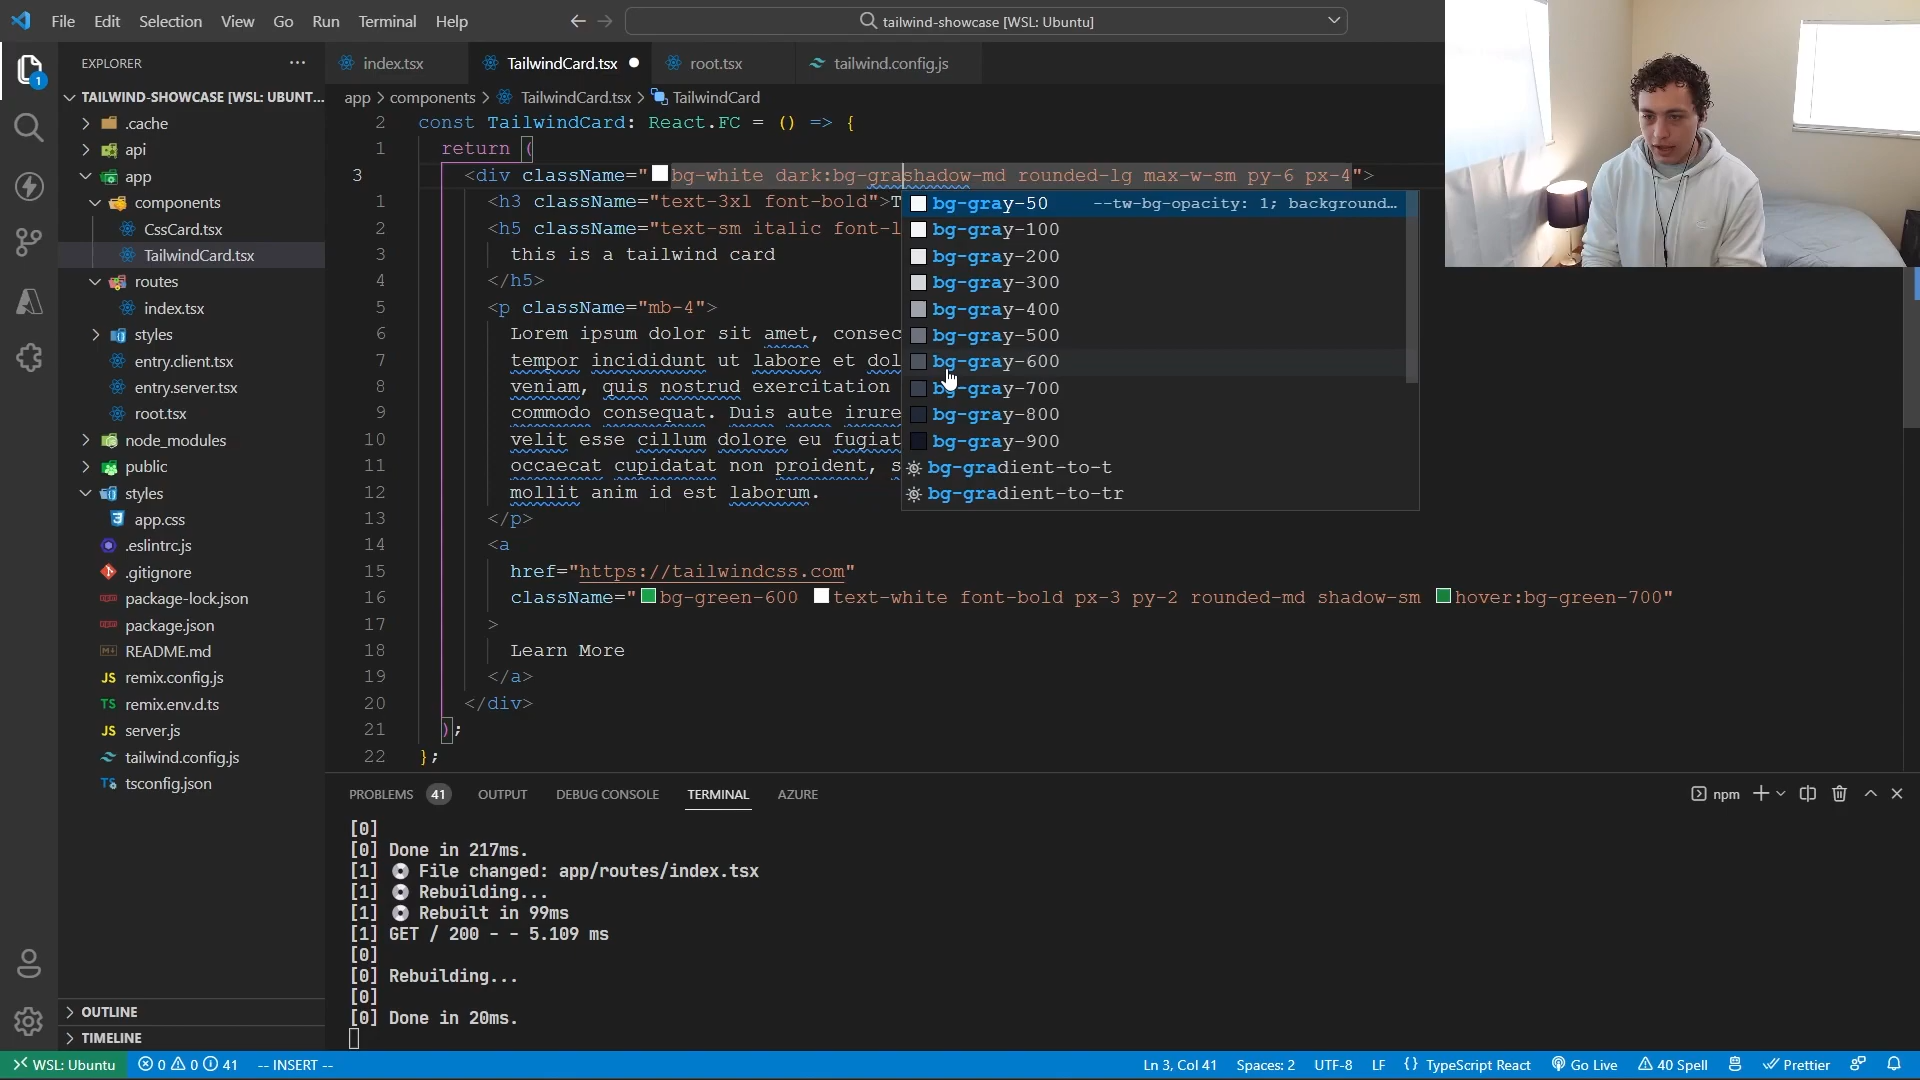 File Edit Selection View Go Run Terminal Help
tailwind-showcase [WSL: Ubuntu]
EXPLORER
TAILWIND-SHOWCASE [WSL: UBUNT...
.cache
api
app
components
CssCard.tsx
TailwindCard.tsx
routes
index.tsx
styles
entry.client.tsx
entry.server.tsx
root.tsx
node_modules
public
styles
app.css
.eslintrc.js
.gitignore
package-lock.json
package.json
README.md
remix.config.js
remix.env.d.ts
server.js
tailwind.config.js
tsconfig.json
OUTLINE
TIMELINE
index.tsx TailwindCard.tsx root.tsx tailwind.config.js
app > components > TailwindCard.tsx > TailwindCard
2 const TailwindCard: React.FC = () => {
1 return (
3 <div className="bg-white dark:bg-grashadow-md rounded-lg max-w-sm py-6 px-4">
1 <h3 className="text-3xl font-bold">T
2 <h5 className="text-sm italic font-l
3 this is a tailwind card
4 </h5>
5 <p className="mb-4">
6 Lorem ipsum dolor sit amet, consec
7 tempor incididunt ut labore et dol
8 veniam, quis nostrud exercitation
9 commodo consequat. Duis aute irure
10 velit esse cillum dolore eu fugiat
11 occaecat cupidatat non proident, s
12 mollit anim id est laborum.
13 </p>
14 <a
15 href="https://tailwindcss.com"
16 className="bg-green-600 text-white font-bold px-3 py-2 rounded-md shadow-sm hover:bg-green-700"
17 >
18 Learn More
19 </a>
20 </div>
21 );
22 };
bg-gray-50 --tw-bg-opacity: 1; background...
bg-gray-100
bg-gray-200
bg-gray-300
bg-gray-400
bg-gray-500
bg-gray-600
bg-gray-700
bg-gray-800
bg-gray-900
bg-gradient-to-t
bg-gradient-to-tr
PROBLEMS 41 OUTPUT DEBUG CONSOLE TERMINAL AZURE
npm
[0]
[0] Done in 217ms.
[1] File changed: app/routes/index.tsx
[1] Rebuilding...
[1] Rebuilt in 99ms
[1] GET / 200 - - 5.109 ms
[0]
[0] Rebuilding...
[0]
[0] Done in 20ms.
WSL: Ubuntu 0 0 41 -- INSERT -- Ln 3, Col 41 Spaces: 2 UTF-8 LF {} TypeScript React Go Live 40 Spell Prettier